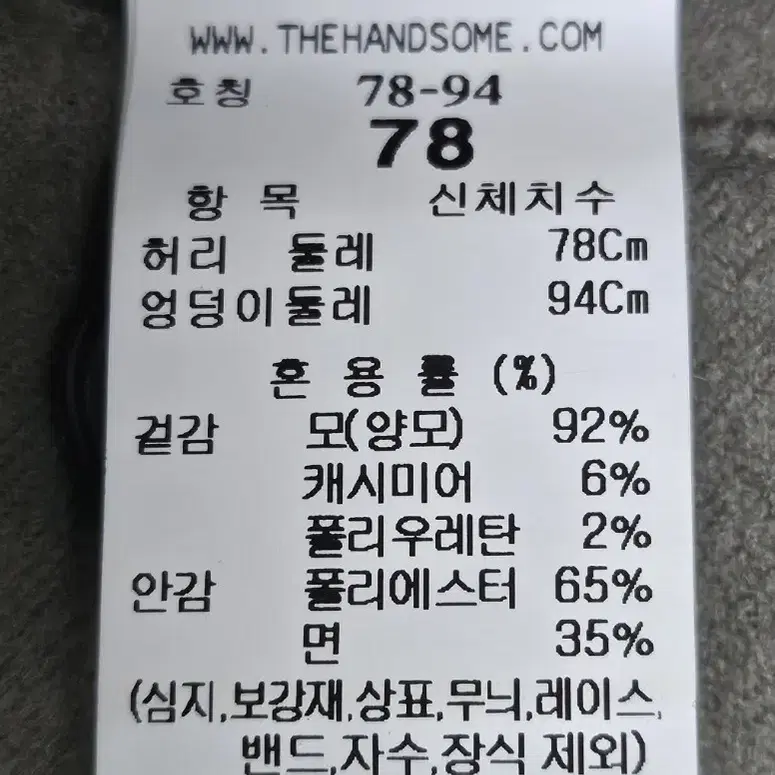 WWW.THEHANDSOME.COM
호칭 78-94
78
항 목 신체치수
허리 둘레 78Cm
엉덩이둘레 94Cm
혼 용 률 (%)
겉감 모(양모) 92%
캐시미어 6%
폴리우레탄 2%
안감 폴리에스터 65%
면 35%
(심지,보강재,상표,무늬,레이스,
밴드,자수,장식 제외)